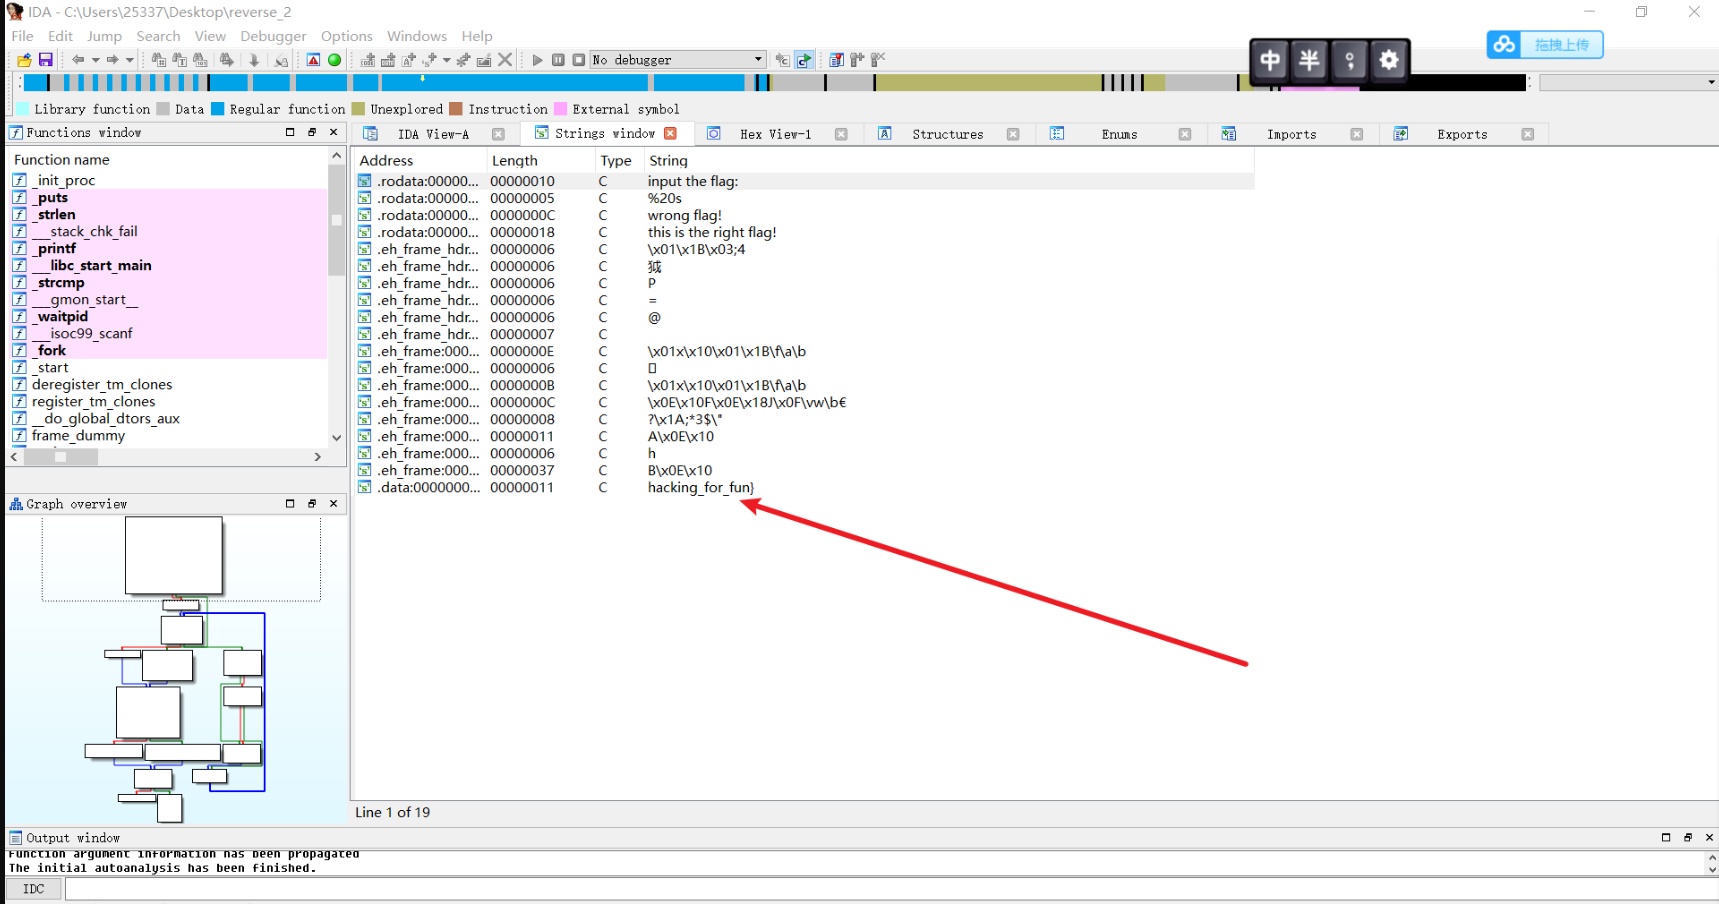 IDA - C:\Users\25337\Desktop\reverse_2
File Edit Jump Search View Debugger Options Windows Help
No debugger
中 半 ;
拖拽上传
Library function Data Regular function Unexplored Instruction External symbol
Functions window
IDA View-A Strings window Hex View-1 Structures Enums Imports Exports
Function name
_init_proc
_puts
_strlen
___stack_chk_fail
_printf
___libc_start_main
_strcmp
___gmon_start__
_waitpid
___isoc99_scanf
_fork
_start
deregister_tm_clones
register_tm_clones
__do_global_dtors_aux
frame_dummy
Address Length Type String
.rodata:00000... 00000010 C input the flag:
.rodata:00000... 00000005 C %20s
.rodata:00000... 0000000C C wrong flag!
.rodata:00000... 00000018 C this is the right flag!
.eh_frame_hdr... 00000006 C \x01\x1B\x03;4
.eh_frame_hdr... 00000006 C
.eh_frame_hdr... 00000006 C P
.eh_frame_hdr... 00000006 C =
.eh_frame_hdr... 00000006 C @
.eh_frame_hdr... 00000007 C
.eh_frame:000... 0000000E C \x01x\x10\x01\x1B\f\a\b
.eh_frame:000... 00000006 C
.eh_frame:000... 0000000B C \x01x\x10\x01\x1B\f\a\b
.eh_frame:000... 0000000C C \x0E\x10F\x0E\x18J\x0F\vw\b€
.eh_frame:000... 00000008 C ?\x1A;*3$\"
.eh_frame:000... 00000011 C A\x0E\x10
.eh_frame:000... 00000006 C h
.eh_frame:000... 00000037 C B\x0E\x10
.data:0000000... 00000011 C hacking_for_fun}
Graph overview
Line 1 of 19
Output window
Function argument information has been propagated
The initial autoanalysis has been finished.
IDC